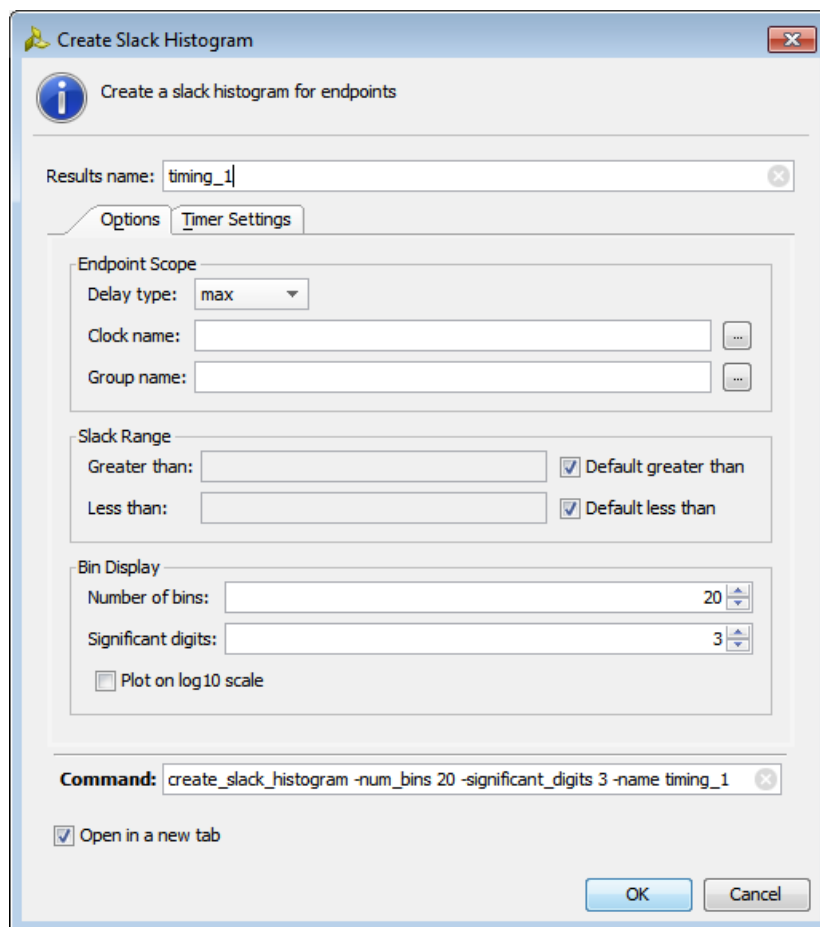 Create Slack Histogram
Create a slack histogram for endpoints
Results name: timing_1
Options Timer Settings
Endpoint Scope
Delay type: max
Clock name: ...
Group name: ...
Slack Range
Greater than: Default greater than
Less than: Default less than
Bin Display
Number of bins: 20
Significant digits: 3
Plot on log10 scale
Command: create_slack_histogram -num_bins 20 -significant_digits 3 -name timing_1
Open in a new tab
OK Cancel